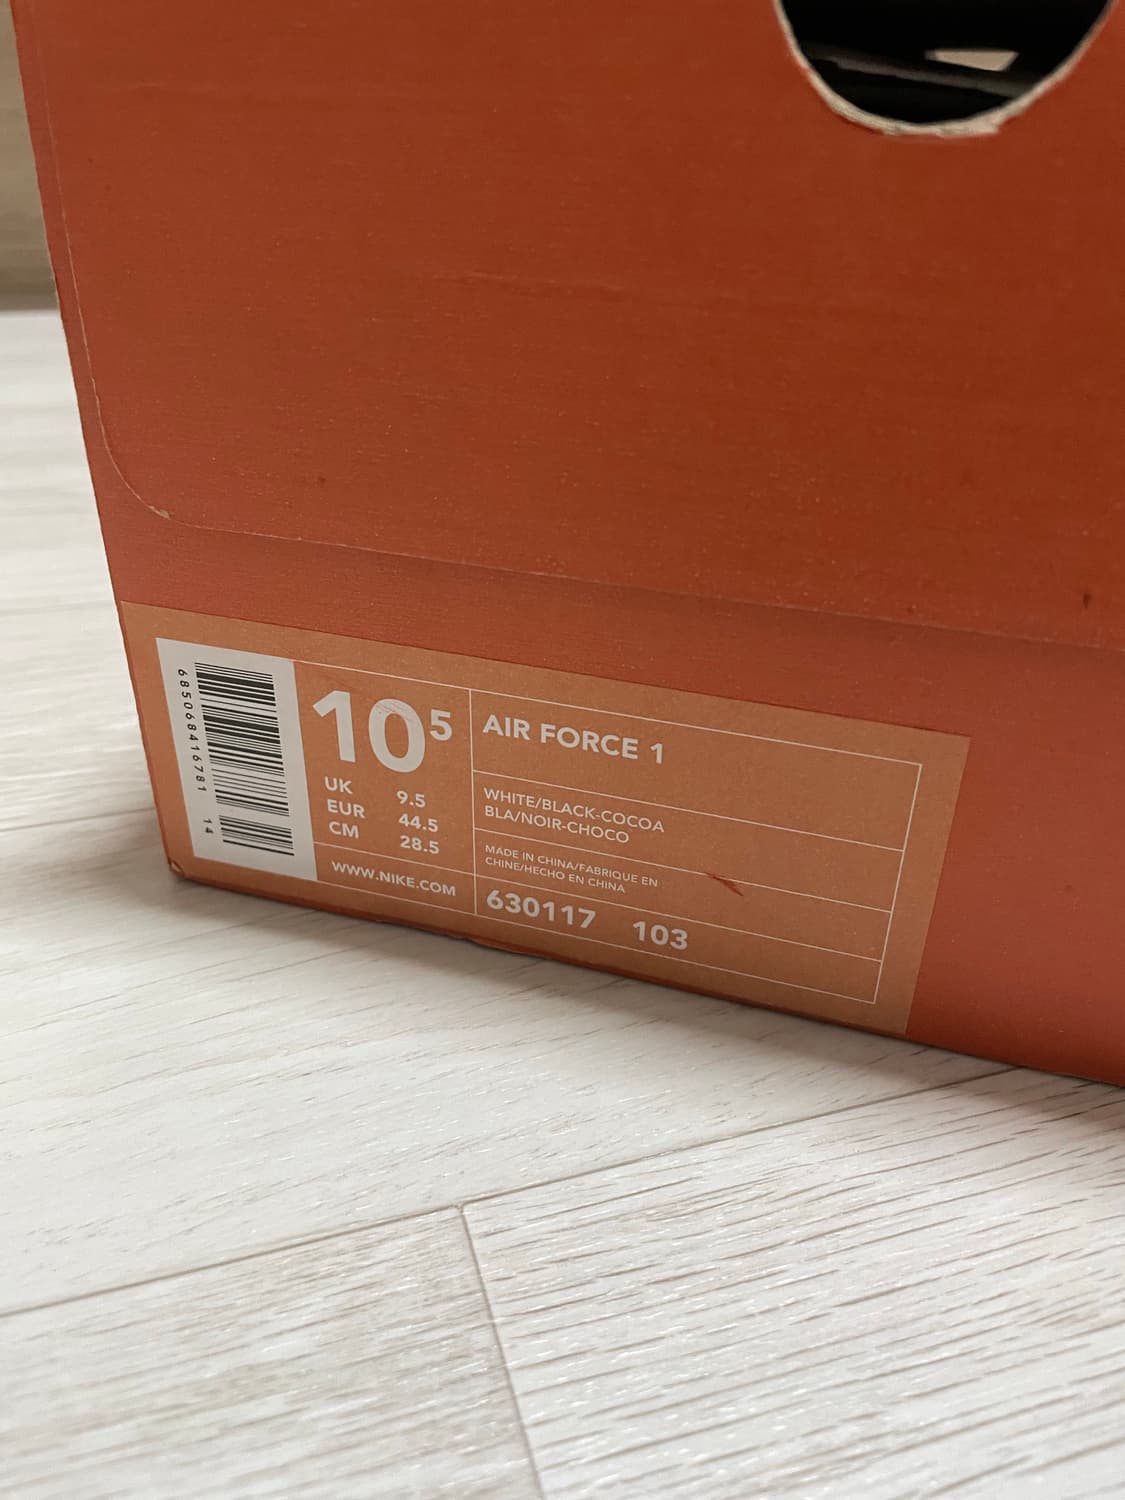 685068416781 14
10⁵
UK 9.5
EUR 44.5
CM 28.5
WWW.NIKE.COM
AIR FORCE 1
WHITE/BLACK-COCOA
BLA/NOIR-CHOCO
MADE IN CHINA/FABRIQUE EN
CHINE/HECHO EN CHINA
630117 103